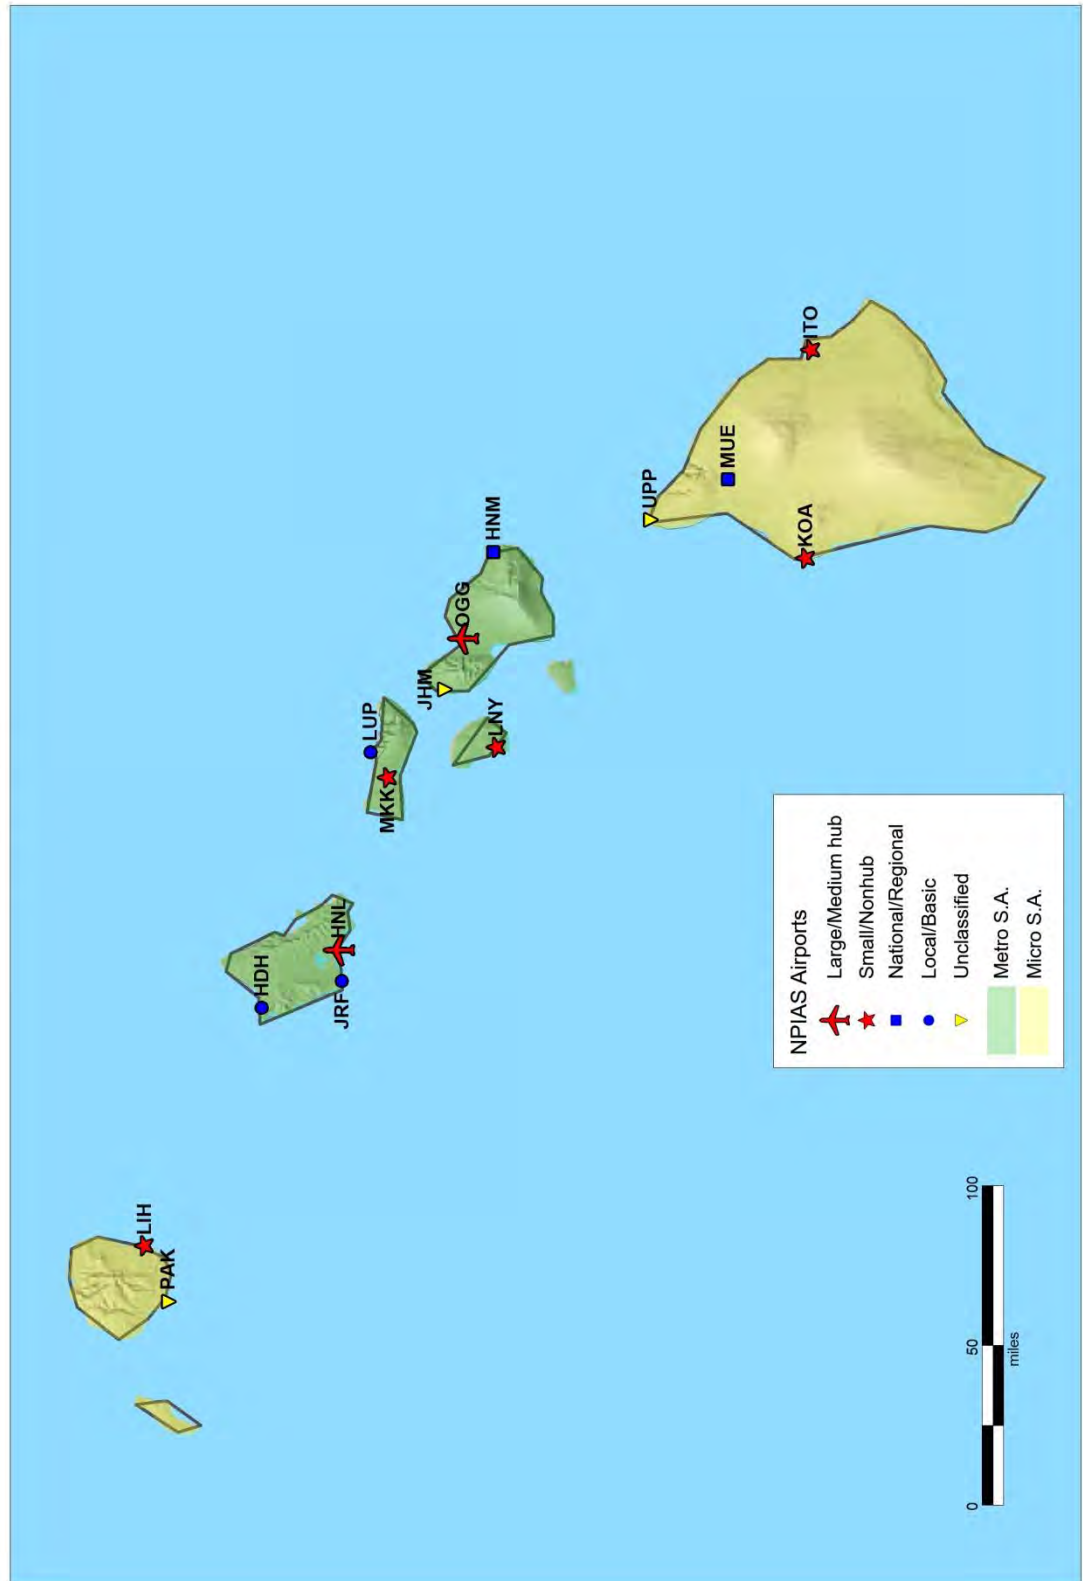 LIH
PAK
HDH
HNL
JRF
LUP
MKK
JHM
OGG
HNM
LNY
UPP
MUE
KOA
ITO
NPIAS Airports
Large/Medium hub
Small/Nonhub
National/Regional
Local/Basic
Unclassified
Metro S.A.
Micro S.A.
0 50 100
miles